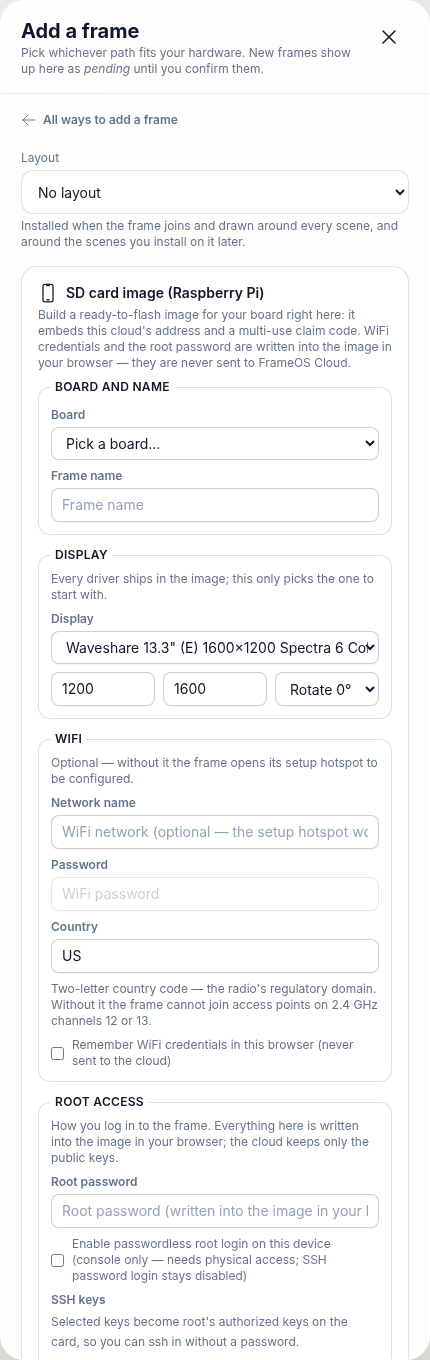 Add a frame
Pick whichever path fits your hardware. New frames show
up here as pending until you confirm them.
All ways to add a frame
Layout
No layout
Installed when the frame joins and drawn around every scene, and
around the scenes you install on it later.
SD card image (Raspberry Pi)
Build a ready-to-flash image for your board right here: it
embeds this cloud's address and a multi-use claim code. WiFi
credentials and the root password are written into the image in
your browser — they are never sent to FrameOS Cloud.
BOARD AND NAME
Board
Pick a board...
Frame name
Frame name
DISPLAY
Every driver ships in the image; this only picks the one to
start with.
Display
Waveshare 13.3" (E) 1600×1200 Spectra 6
1200
1600
Rotate 0°
WIFI
Optional — without it the frame opens its setup hotspot to
be configured.
Network name
WiFi network (optional — the setup hotspot
Password
WiFi password
Country
US
Two-letter country code — the radio's regulatory domain.
Without it the frame cannot join access points on 2.4 GHz
channels 12 or 13.
Remember WiFi credentials in this browser (never
sent to the cloud)
ROOT ACCESS
How you log in to the frame. Everything here is written
into the image in your browser; the cloud keeps only the
public keys.
Root password
Root password (written into the image in your
Enable passwordless root login on this device
(console only — needs physical access; SSH
password login stays disabled)
SSH keys
Selected keys become root's authorized keys on the
card, so you can ssh in without a password.